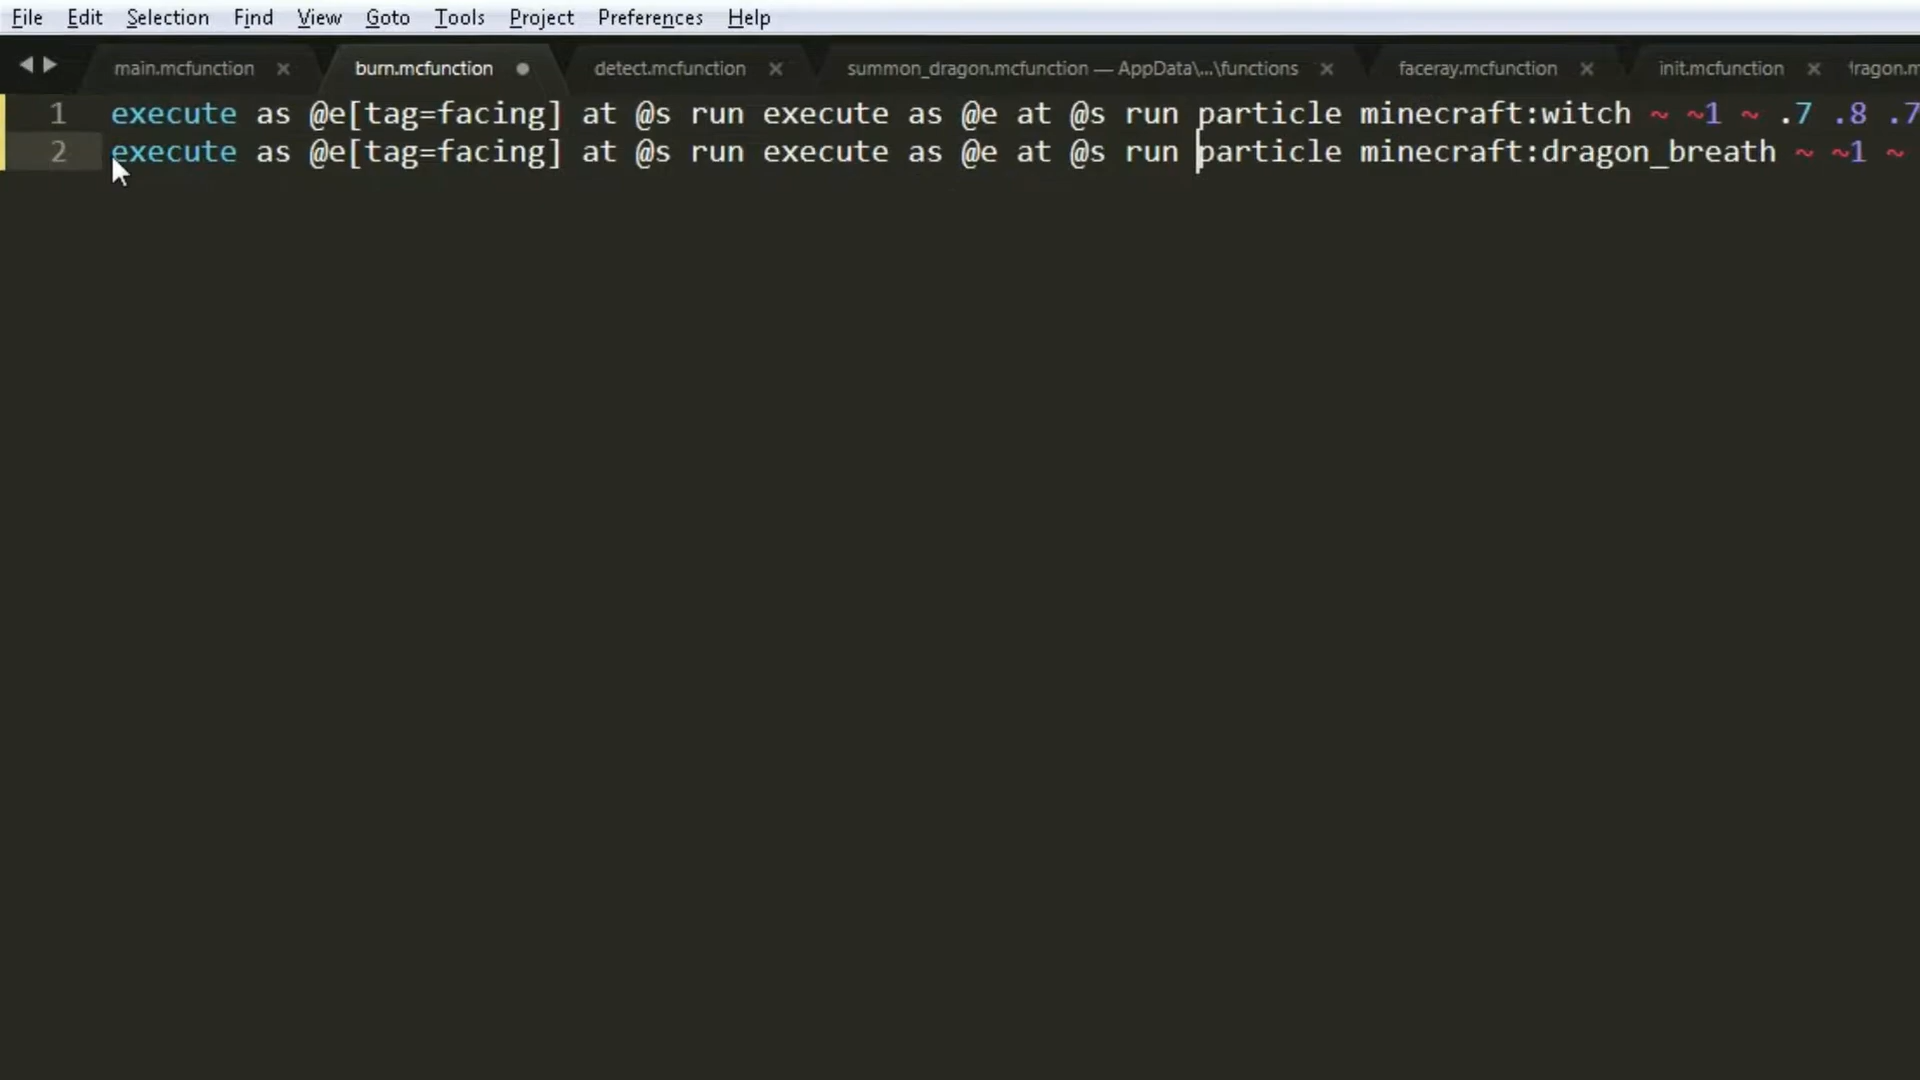 File Edit Selection Find View Goto Tools Project Preferences Help
main.mcfunction × burn.mcfunction detect.mcfunction × summon_dragon.mcfunction — AppData\...\functions × faceray.mcfunction × init.mcfunction ×
1 execute as @e[tag=facing] at @s run execute as @e at @s run particle minecraft:witch ~ ~1 ~ .7 .8 .7
2 execute as @e[tag=facing] at @s run execute as @e at @s run particle minecraft:dragon_breath ~ ~1 ~